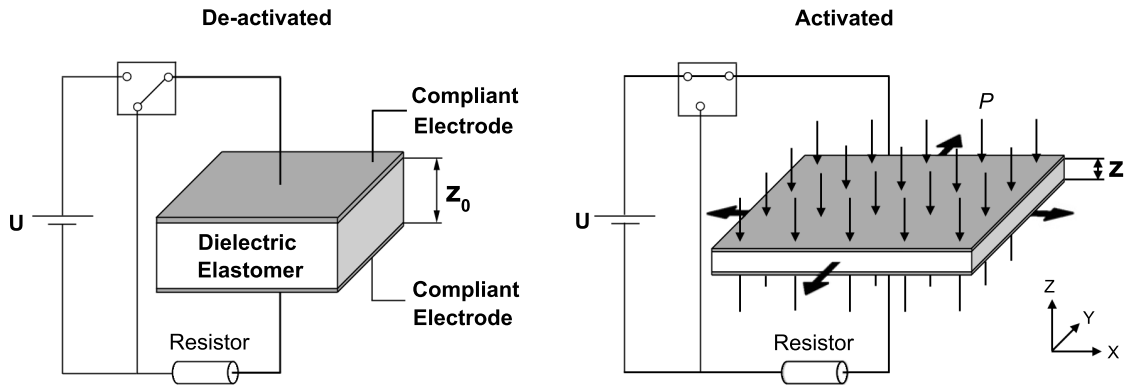 De-activated
Compliant
Electrode
z0
U
Dielectric
Elastomer
Compliant
Electrode
Resistor
Activated
P
z
U
Resistor
Z
Y
X